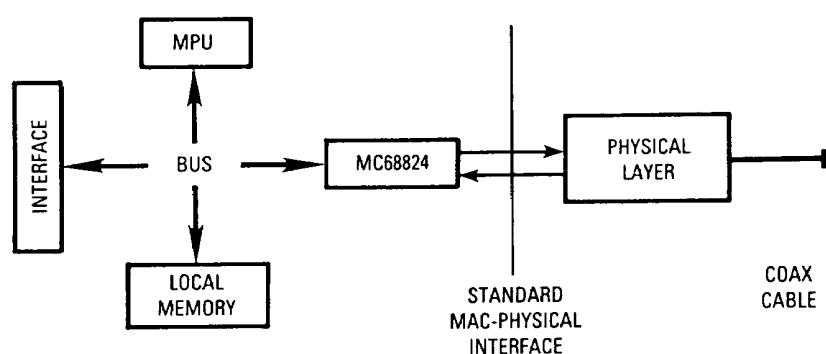 MPU
INTERFACE
BUS
MC68824
PHYSICAL
LAYER
LOCAL
MEMORY
STANDARD
MAC-PHYSICAL
INTERFACE
COAX
CABLE